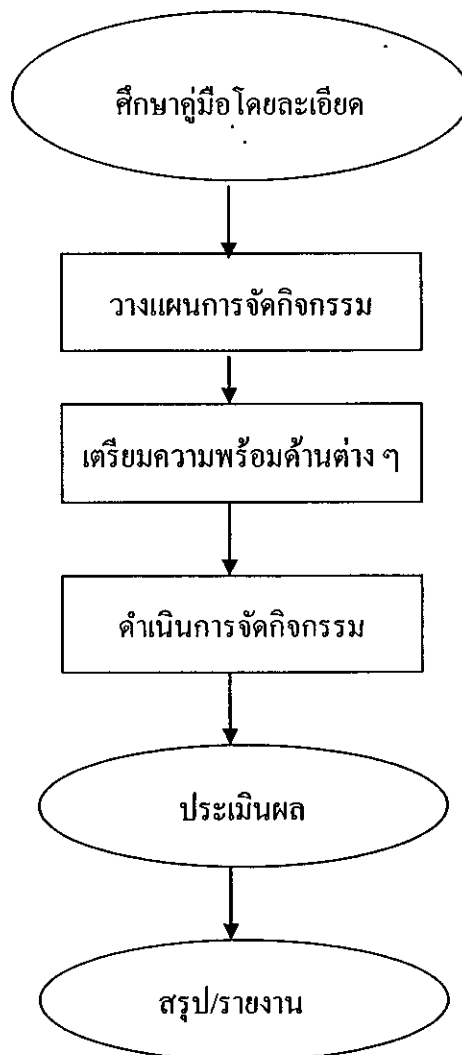 ศึกษาคู่มือโดยละเอียด
วางแผนการจัดกิจกรรม
เตรียมความพร้อมด้านต่าง ๆ
ดำเนินการจัดกิจกรรม
ประเมินผล
สรุป/รายงาน